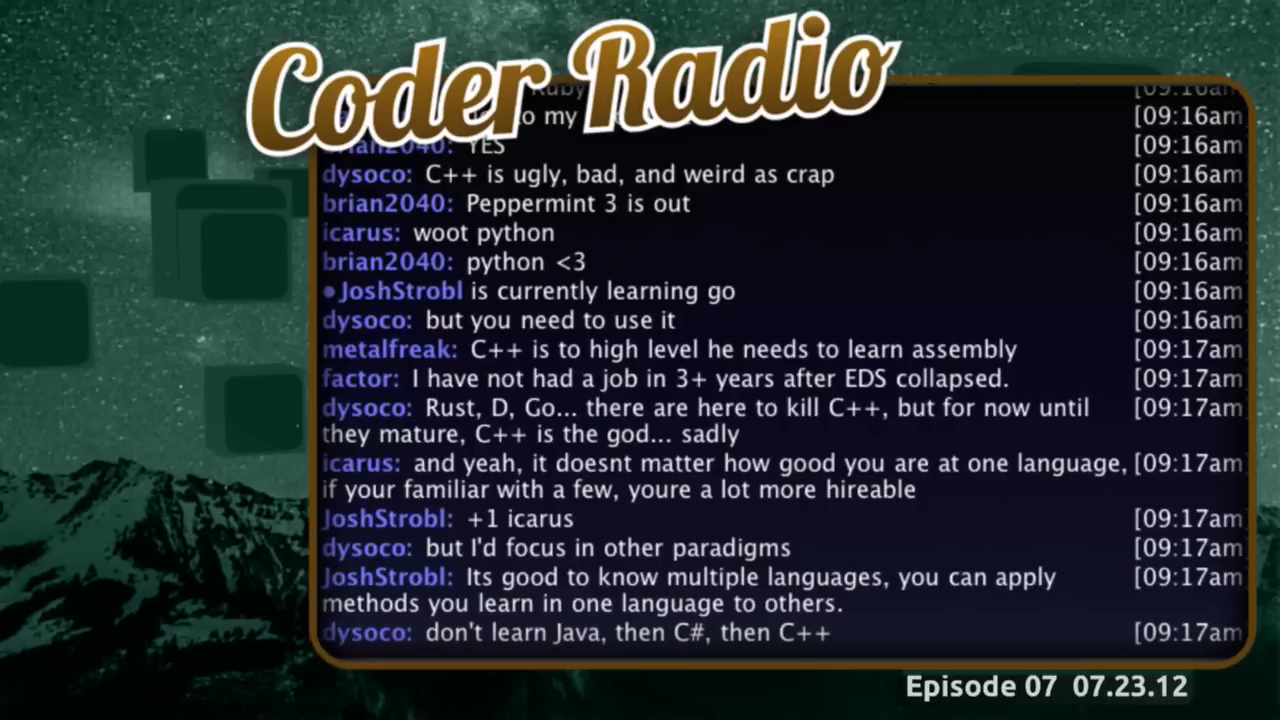 Coder Radio
Ruby [09:16am
o my [09:16am
brian2040: YES [09:16am
dysoco: C++ is ugly, bad, and weird as crap [09:16am
brian2040: Peppermint 3 is out [09:16am
icarus: woot python [09:16am
brian2040: python <3 [09:16am
•JoshStrobl is currently learning go [09:16am
dysoco: but you need to use it [09:16am
metalfreak: C++ is to high level he needs to learn assembly [09:17am
factor: I have not had a job in 3+ years after EDS collapsed. [09:17am
dysoco: Rust, D, Go... there are here to kill C++, but for now until [09:17am
they mature, C++ is the god... sadly
icarus: and yeah, it doesnt matter how good you are at one language, [09:17am
if your familiar with a few, youre a lot more hireable
JoshStrobl: +1 icarus [09:17am
dysoco: but I'd focus in other paradigms [09:17am
JoshStrobl: Its good to know multiple languages, you can apply [09:17am
methods you learn in one language to others.
dysoco: don't learn Java, then C#, then C++ [09:17am
Episode 07 07.23.12